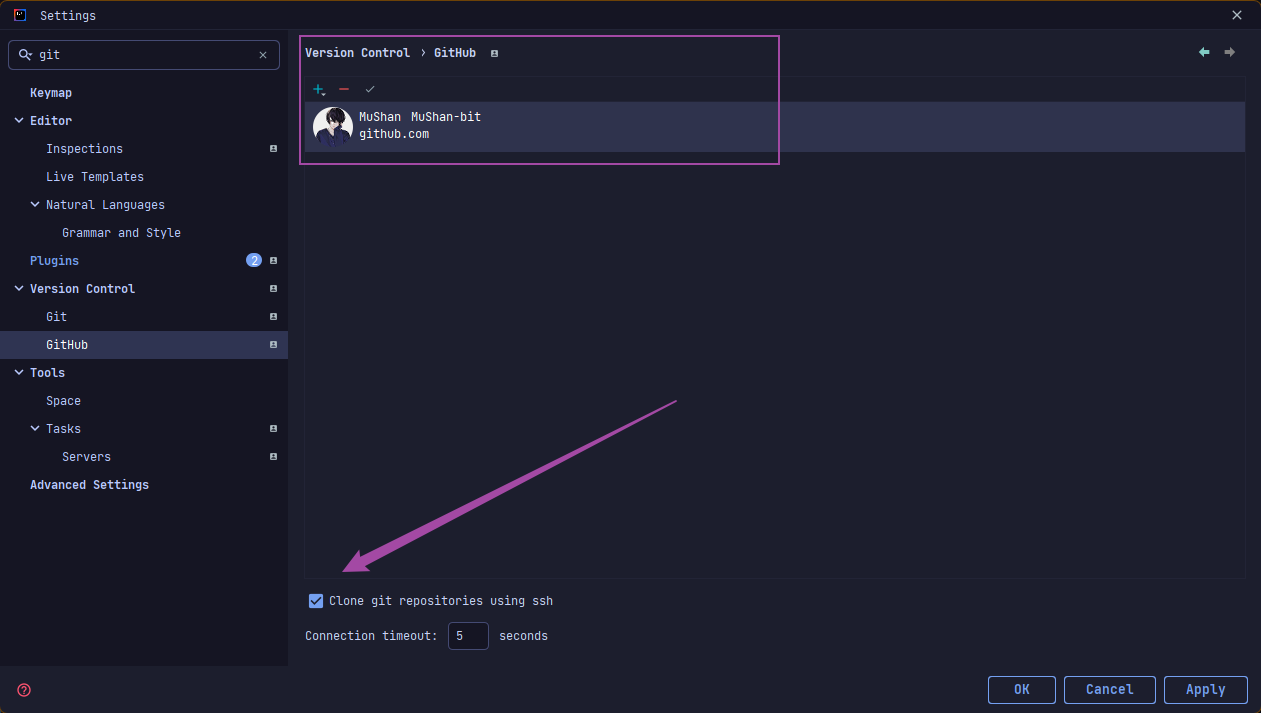 Settings
git
Keymap
Editor
Inspections
Live Templates
Natural Languages
Grammar and Style
Plugins 2
Version Control
Git
GitHub
Tools
Space
Tasks
Servers
Advanced Settings
Version Control › GitHub
MuShan MuShan-bit
github.com
Clone git repositories using ssh
Connection timeout: 5 seconds
OK Cancel Apply